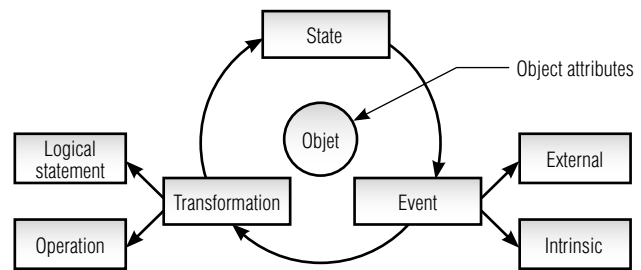 State
Object attributes
Objet
Logical
statement
External
Transformation
Event
Operation
Intrinsic